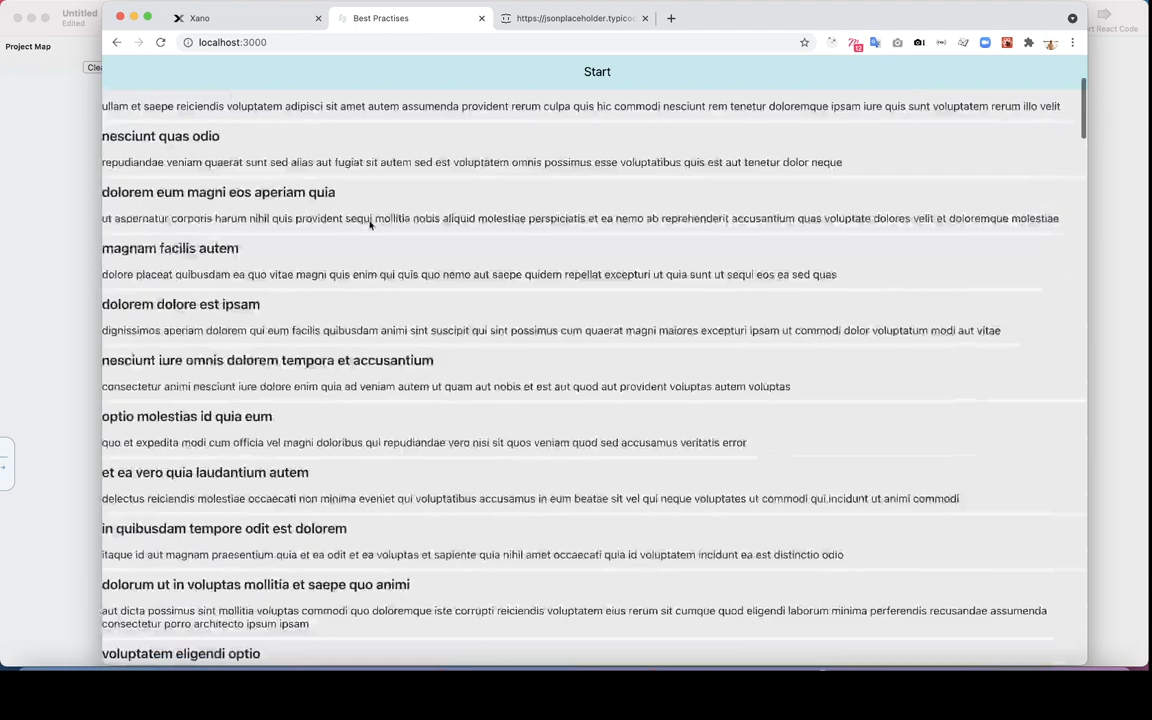 Untitled
Edited
Project Map
Clea
Xano
Best Practises
https://jsonplaceholder.typico
localhost:3000
12
rt React Code
Start
ullam et saepe reiciendis voluptatem adipisci sit amet autem assumenda provident rerum culpa quis hic commodi nesciunt rem tenetur doloremque ipsam iure quis sunt voluptatem rerum illo velit
nesciunt quas odio
repudiandae veniam quaerat sunt sed alias aut fugiat sit autem sed est voluptatem omnis possimus esse voluptatibus quis est aut tenetur dolor neque
dolorem eum magni eos aperiam quia
ut aspernatur corporis harum nihil quis provident sequi mollitia nobis aliquid molestiae perspiciatis et ea nemo ab reprehenderit accusantium quas voluptate dolores velit et doloremque molestiae
magnam facilis autem
dolore placeat quibusdam ea quo vitae magni quis enim qui quis quo nemo aut saepe quidem repellat excepturi ut quia sunt ut sequi eos ea sed quas
dolorem dolore est ipsam
dignissimos aperiam dolorem qui eum facilis quibusdam animi sint suscipit qui sint possimus cum quaerat magni maiores excepturi ipsam ut commodi dolor voluptatum modi aut vitae
nesciunt iure omnis dolorem tempora et accusantium
consectetur animi nesciunt iure dolore enim quia ad veniam autem ut quam aut nobis et est aut quod aut provident voluptas autem voluptas
optio molestias id quia eum
quo et expedita modi cum officia vel magni doloribus qui repudiandae vero nisi sit quos veniam quod sed accusamus veritatis error
et ea vero quia laudantium autem
delectus reiciendis molestiae occaecati non minima eveniet qui voluptatibus accusamus in eum beatae sit vel qui neque voluptates ut commodi qui incidunt ut animi commodi
in quibusdam tempore odit est dolorem
itaque id aut magnam praesentium quia et ea odit et ea voluptas et sapiente quia nihil amet occaecati quia id voluptatem incidunt ea est distinctio odio
dolorum ut in voluptas mollitia et saepe quo animi
aut dicta possimus sint mollitia voluptas commodi quo doloremque iste corrupti reiciendis voluptatem eius rerum sit cumque quod eligendi laborum minima perferendis recusandae assumenda
consectetur porro architecto ipsum ipsam
voluptatem eligendi optio